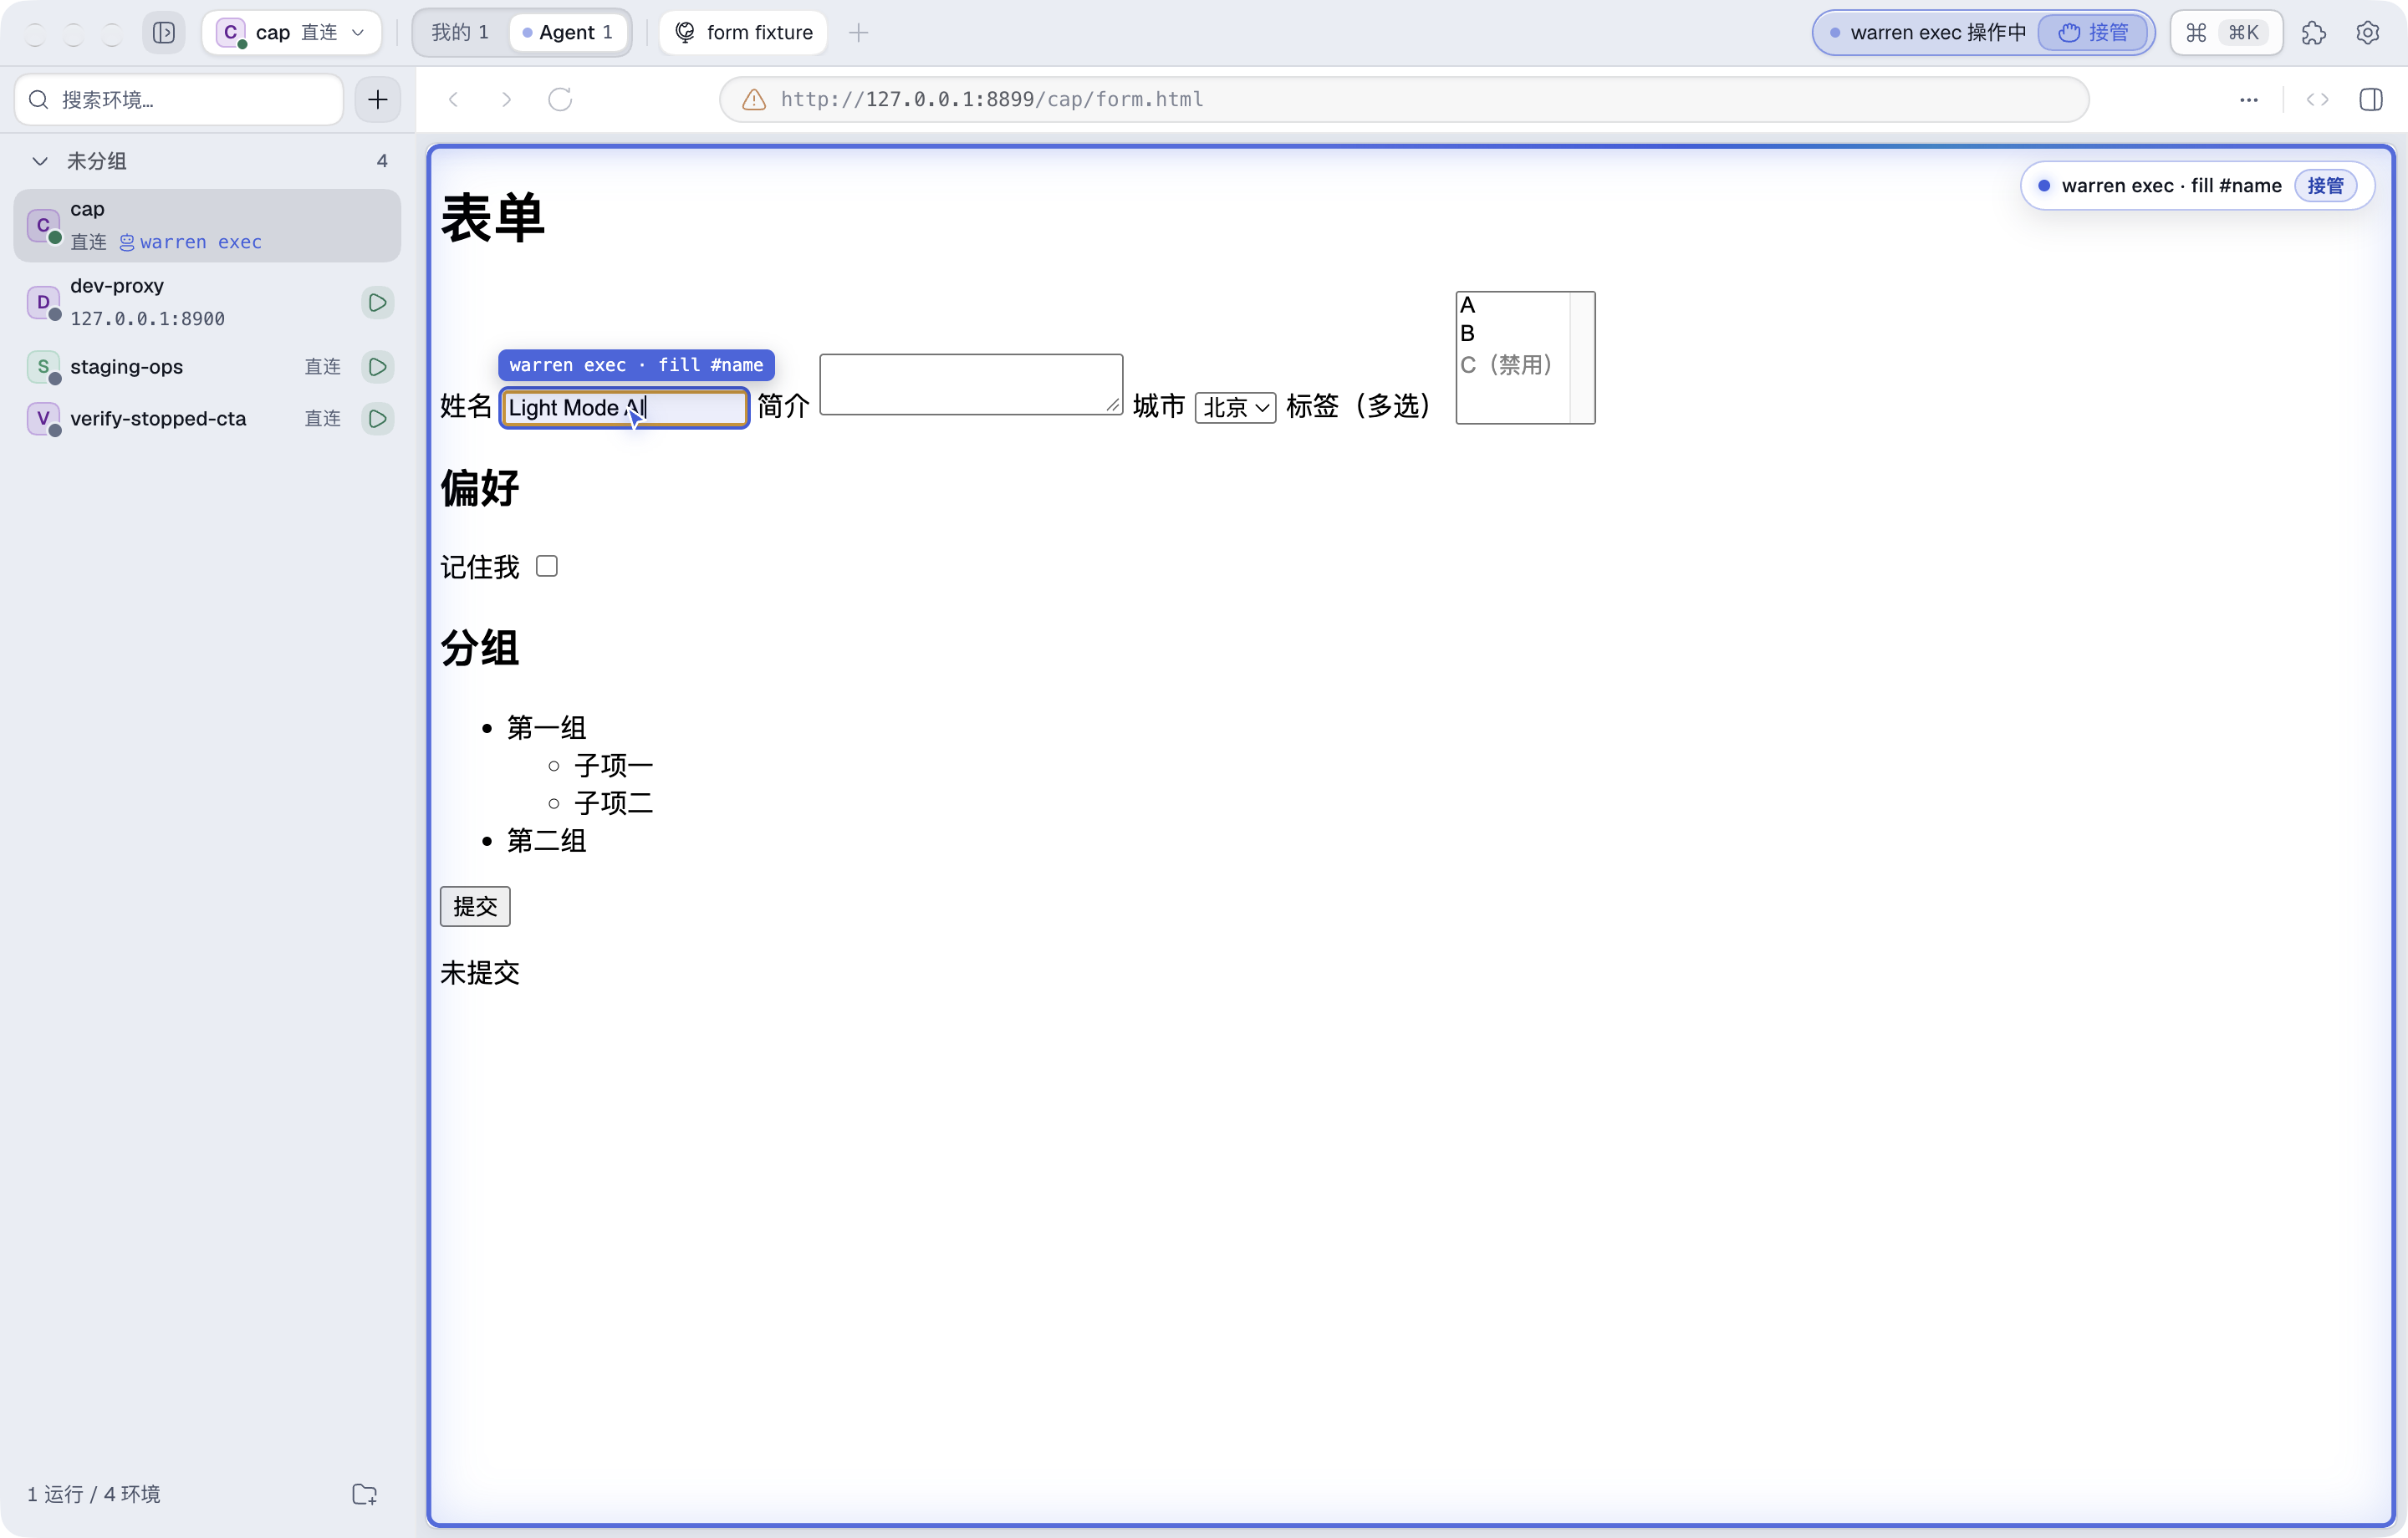 C cap 直连
我的 1 Agent 1
form fixture
warren exec 操作中 接管
⌘ ⌘K
搜索环境…
http://127.0.0.1:8899/cap/form.html
未分组 4
C cap
直连 warren exec
D dev-proxy
127.0.0.1:8900
S staging-ops 直连
V verify-stopped-cta 直连
1 运行 / 4 环境
warren exec · fill #name 接管
表单
warren exec · fill #name
姓名 Light Mode AI 简介 城市 北京 标签（多选）
A
B
C（禁用）
偏好
记住我
分组
• 第一组
◦ 子项一
◦ 子项二
• 第二组
提交
未提交